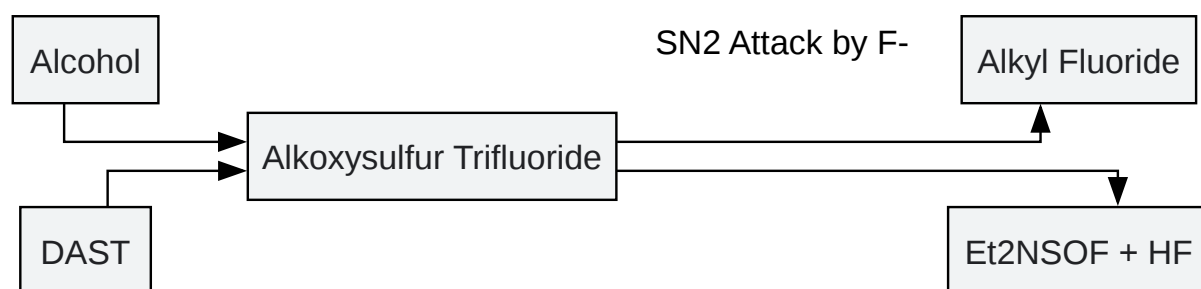 SN2 Attack by F-
Alcohol
Alkyl Fluoride
Alkoxysulfur Trifluoride
DAST
Et2NSOF + HF